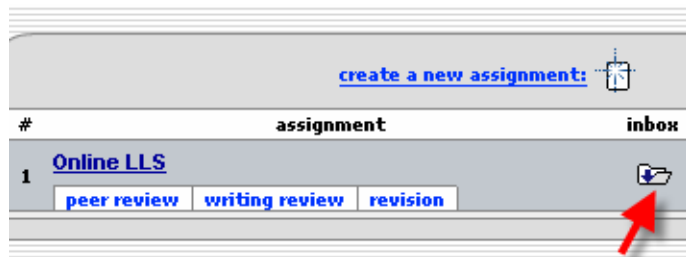 create a new assignment:
# assignment inbox
1 Online LLS
peer review writing review revision